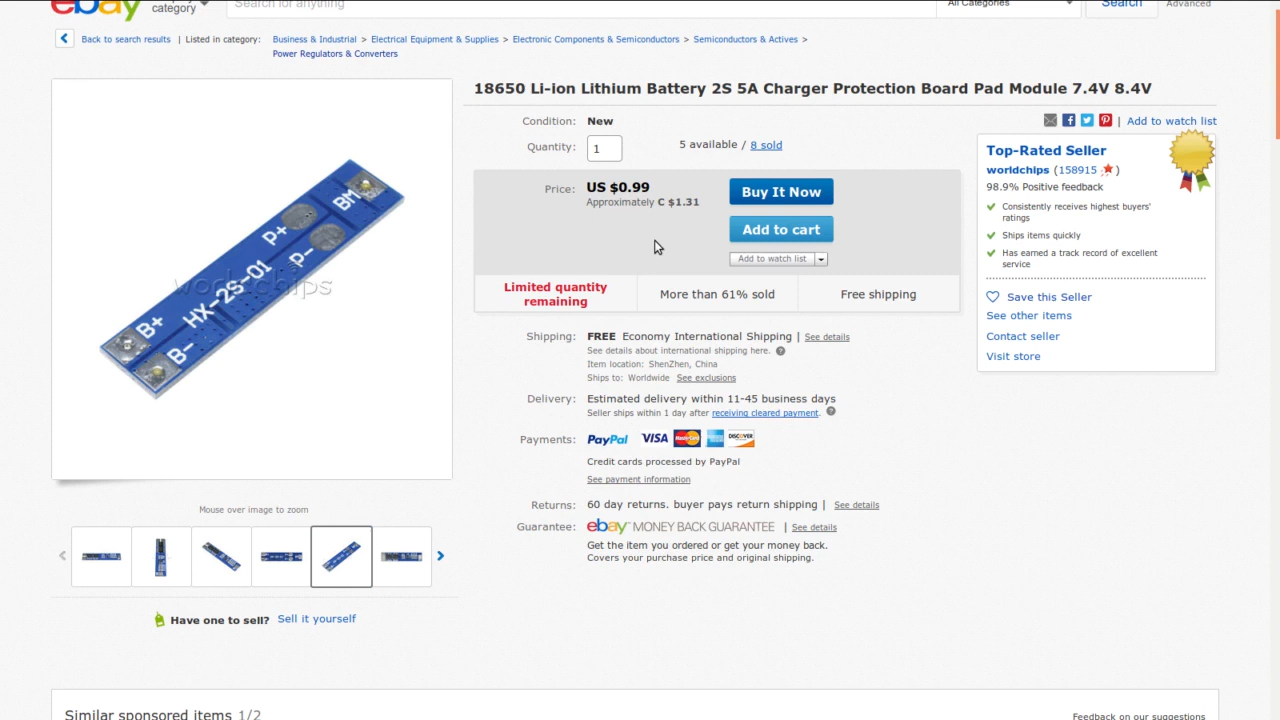 ebay
category
Search for anything
All Categories
Search
Advanced
Back to search results | Listed in category: Business & Industrial > Electrical Equipment & Supplies > Electronic Components & Semiconductors > Semiconductors & Actives >
Power Regulators & Converters
18650 Li-ion Lithium Battery 2S 5A Charger Protection Board Pad Module 7.4V 8.4V
Condition: New
Quantity: 1
5 available / 8 sold
Price: US $0.99
Approximately C $1.31
Buy It Now
Add to cart
Add to watch list
Limited quantity
remaining
More than 61% sold
Free shipping
Shipping: FREE Economy International Shipping | See details
See details about international shipping here. ?
Item location: ShenZhen, China
Ships to: Worldwide See exclusions
Delivery: Estimated delivery within 11-45 business days
Seller ships within 1 day after receiving cleared payment. ?
Payments: PayPal VISA MasterCard DISCOVER
Credit cards processed by PayPal
See payment information
Returns: 60 day returns. buyer pays return shipping | See details
Guarantee: ebay MONEY BACK GUARANTEE | See details
Get the item you ordered or get your money back.
Covers your purchase price and original shipping.
| Add to watch list
Top-Rated Seller
worldchips (158915 )
98.9% Positive feedback
Consistently receives highest buyers'
ratings
Ships items quickly
Has earned a track record of excellent
service
Save this Seller
See other items
Contact seller
Visit store
BM
P+
P-
HX-2S-01
B+
B-
worldchips
Mouse over image to zoom
Have one to sell? Sell it yourself
Similar sponsored items 1/2
Feedback on our suggestions